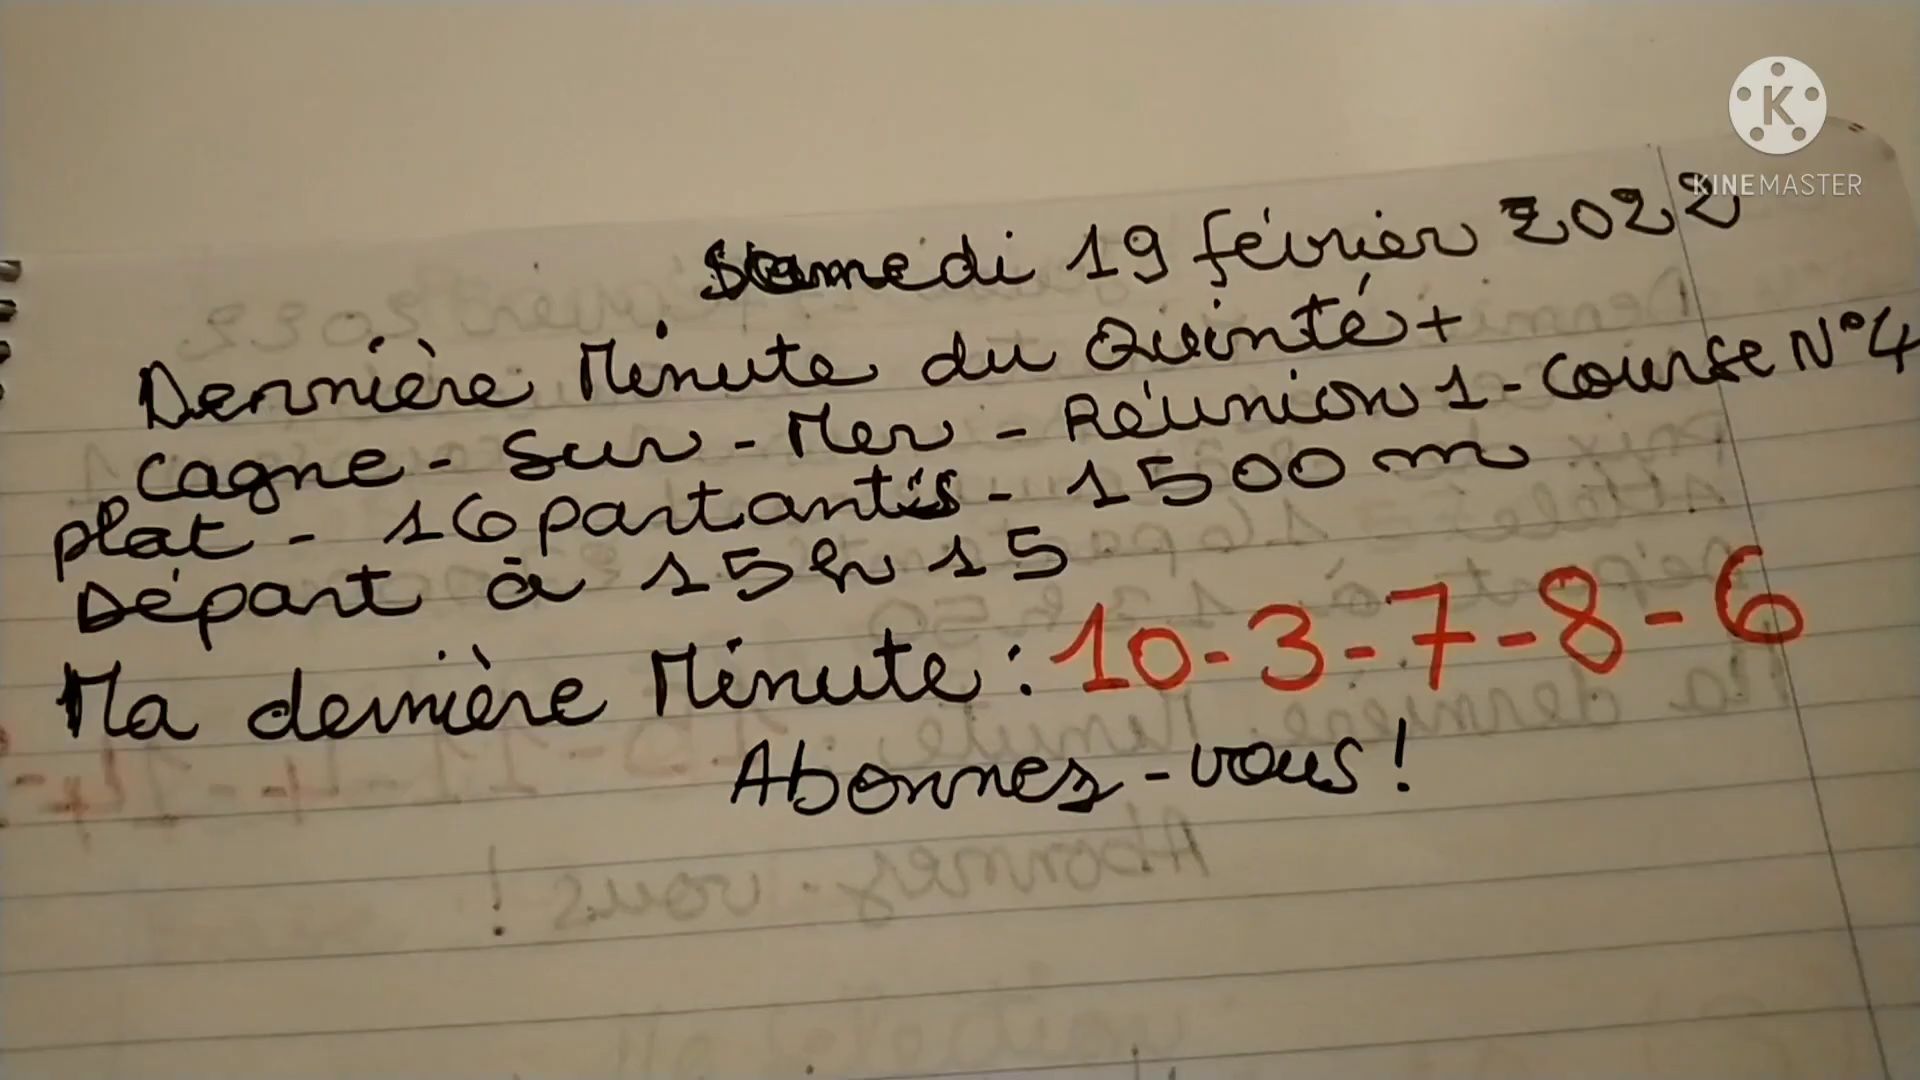 KINEMASTER
Samedi 19 février 2022
Dernière Minute du Quinté+
Cagne-Sur-Mer-Réunion 1-Course N°4
plat-16 partants-1500 m
Départ à 15h15
Ma dernière Minute: 10-3-7-8-6
Abonnez-vous!